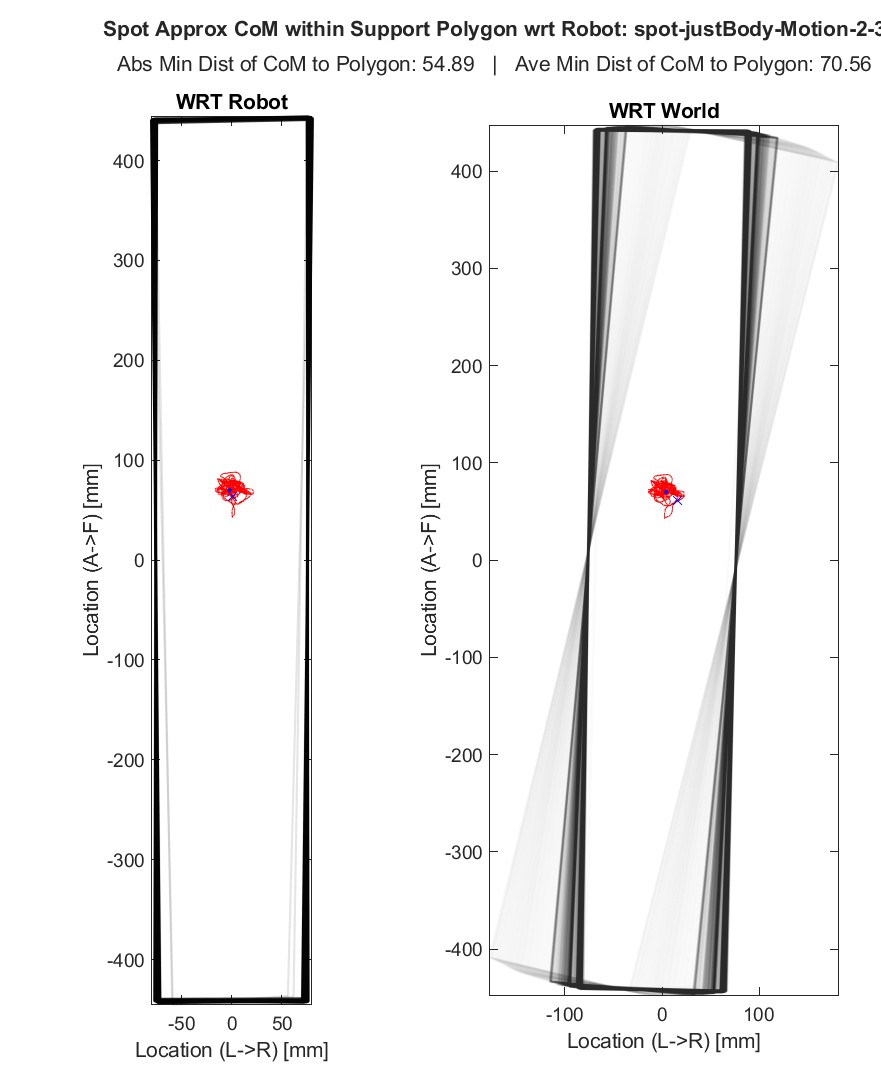 Spot Approx CoM within Support Polygon wrt Robot: spot-justBody-Motion-2-3
Abs Min Dist of CoM to Polygon: 54.89 | Ave Min Dist of CoM to Polygon: 70.56
WRT Robot
400
300
200
100
0
-100
-200
-300
-400
Location (A->F) [mm]
-50 0 50
Location (L->R) [mm]
WRT World
400
300
200
100
0
-100
-200
-300
-400
Location (A->F) [mm]
-100 0 100
Location (L->R) [mm]